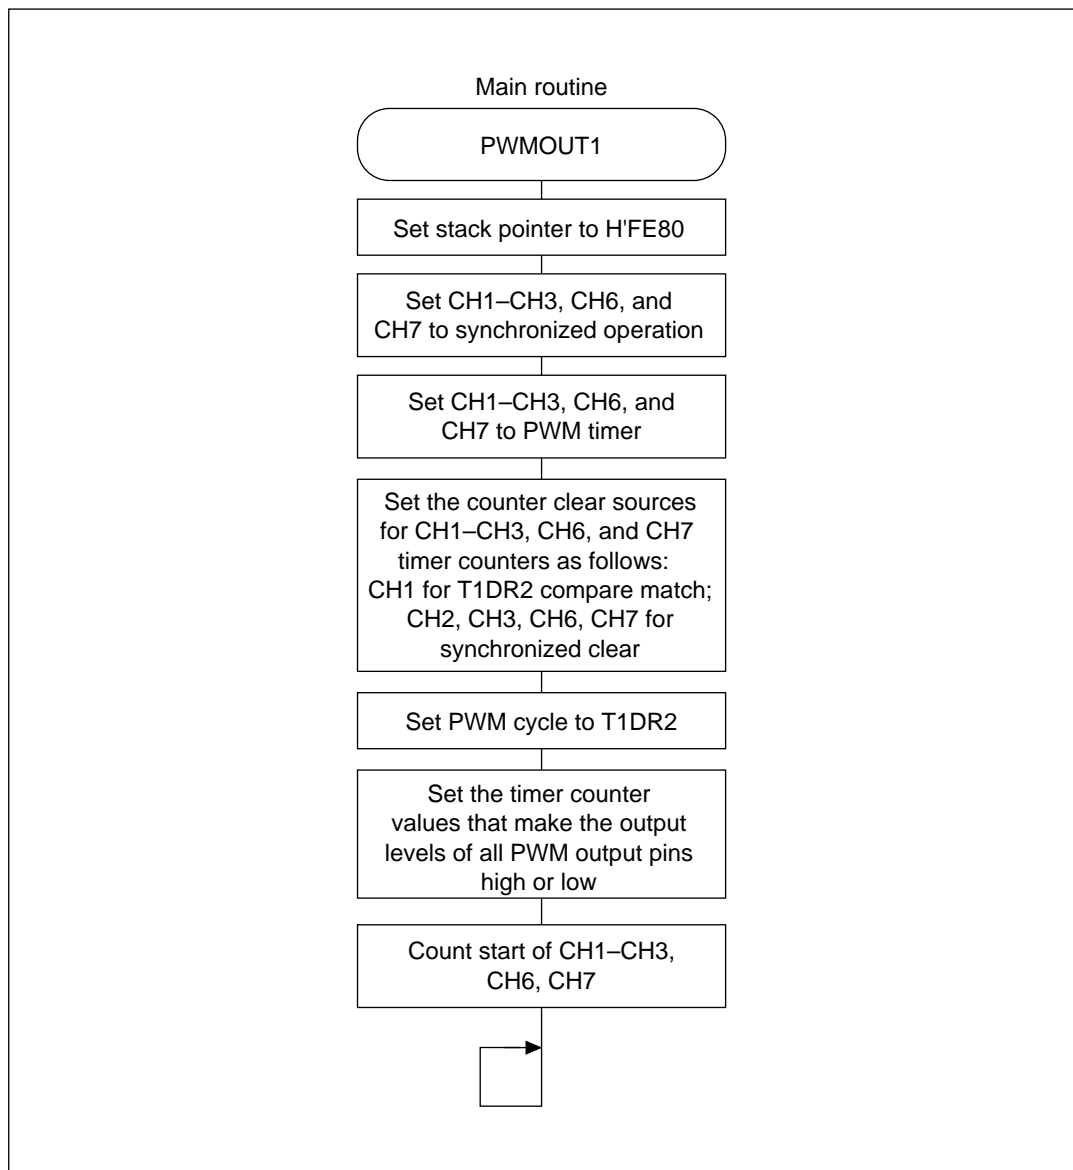 Main routine
PWMOUT1
Set stack pointer to H'FE80
Set CH1–CH3, CH6, and
CH7 to synchronized operation
Set CH1–CH3, CH6, and
CH7 to PWM timer
Set the counter clear sources
for CH1–CH3, CH6, and CH7
timer counters as follows:
CH1 for T1DR2 compare match;
CH2, CH3, CH6, CH7 for
synchronized clear
Set PWM cycle to T1DR2
Set the timer counter
values that make the output
levels of all PWM output pins
high or low
Count start of CH1–CH3,
CH6, CH7